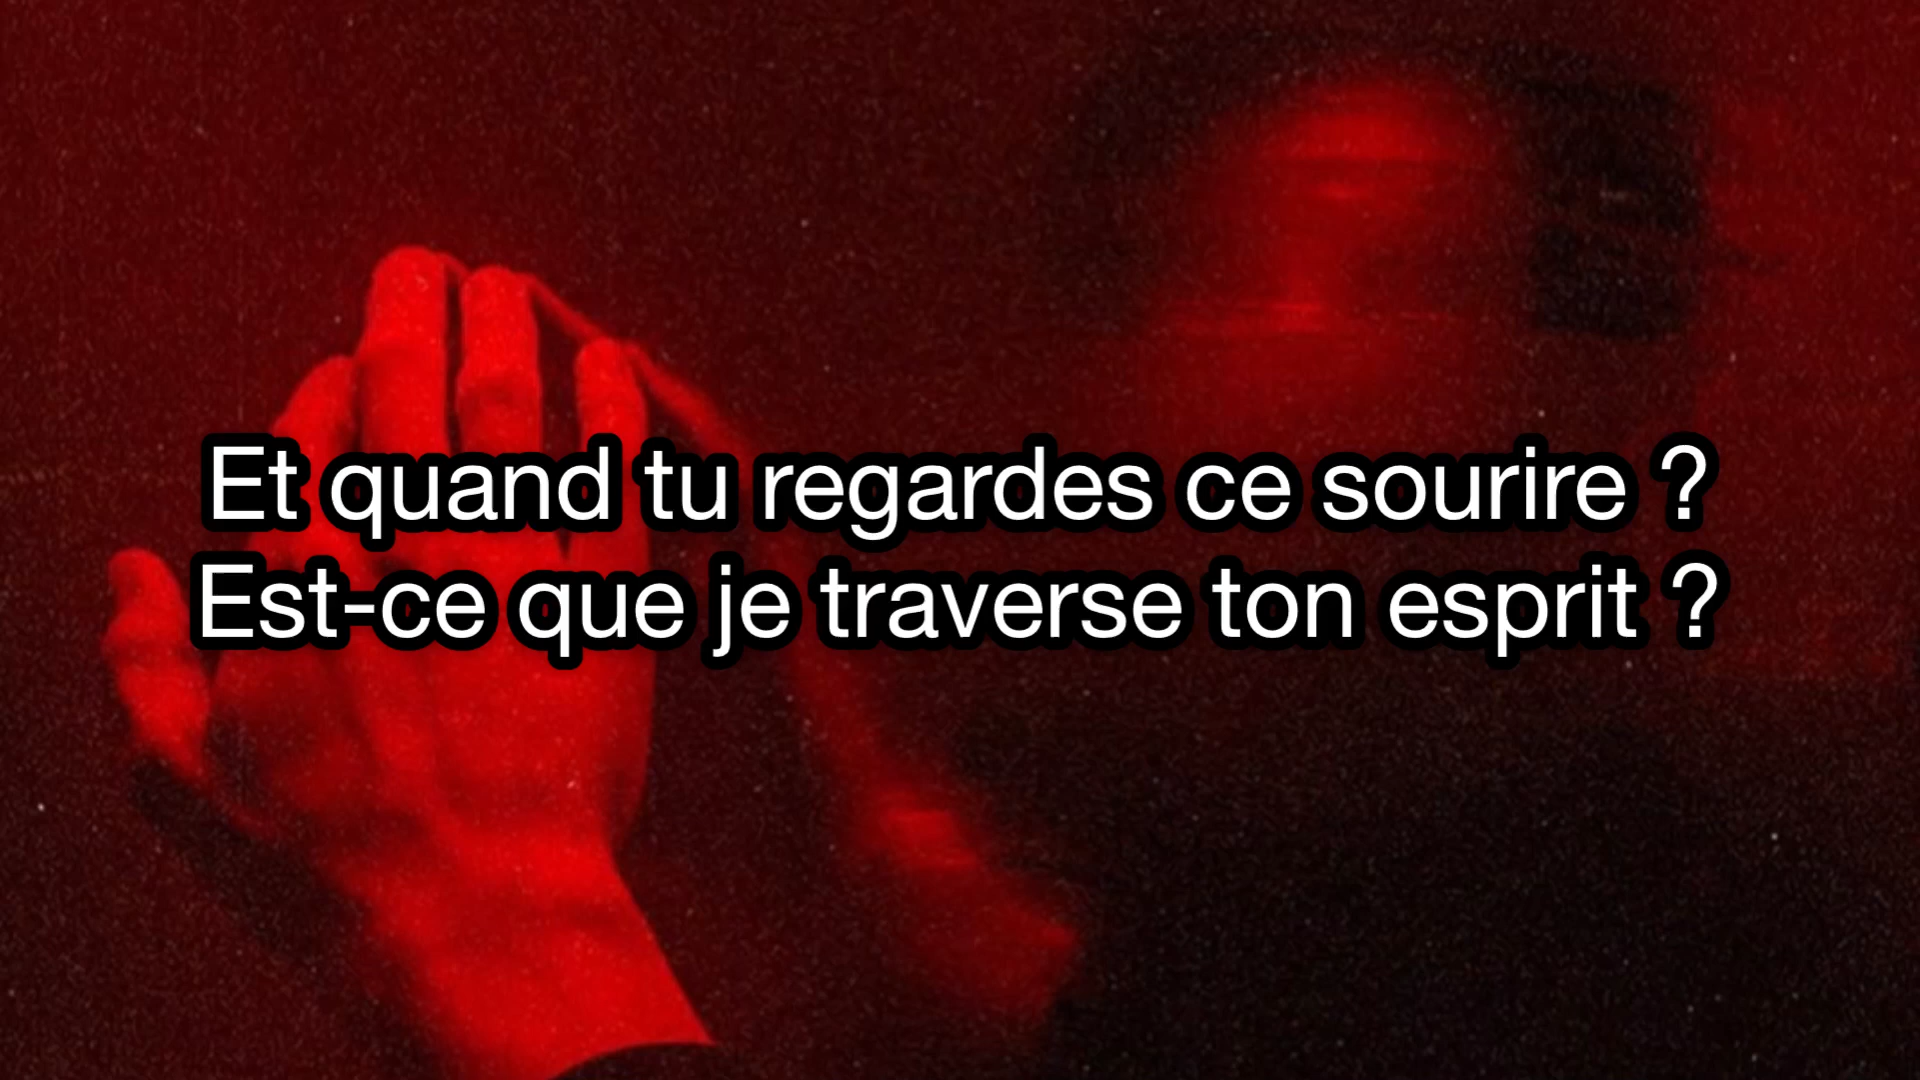 Et quand tu regardes ce sourire ?
Est-ce que je traverse ton esprit ?